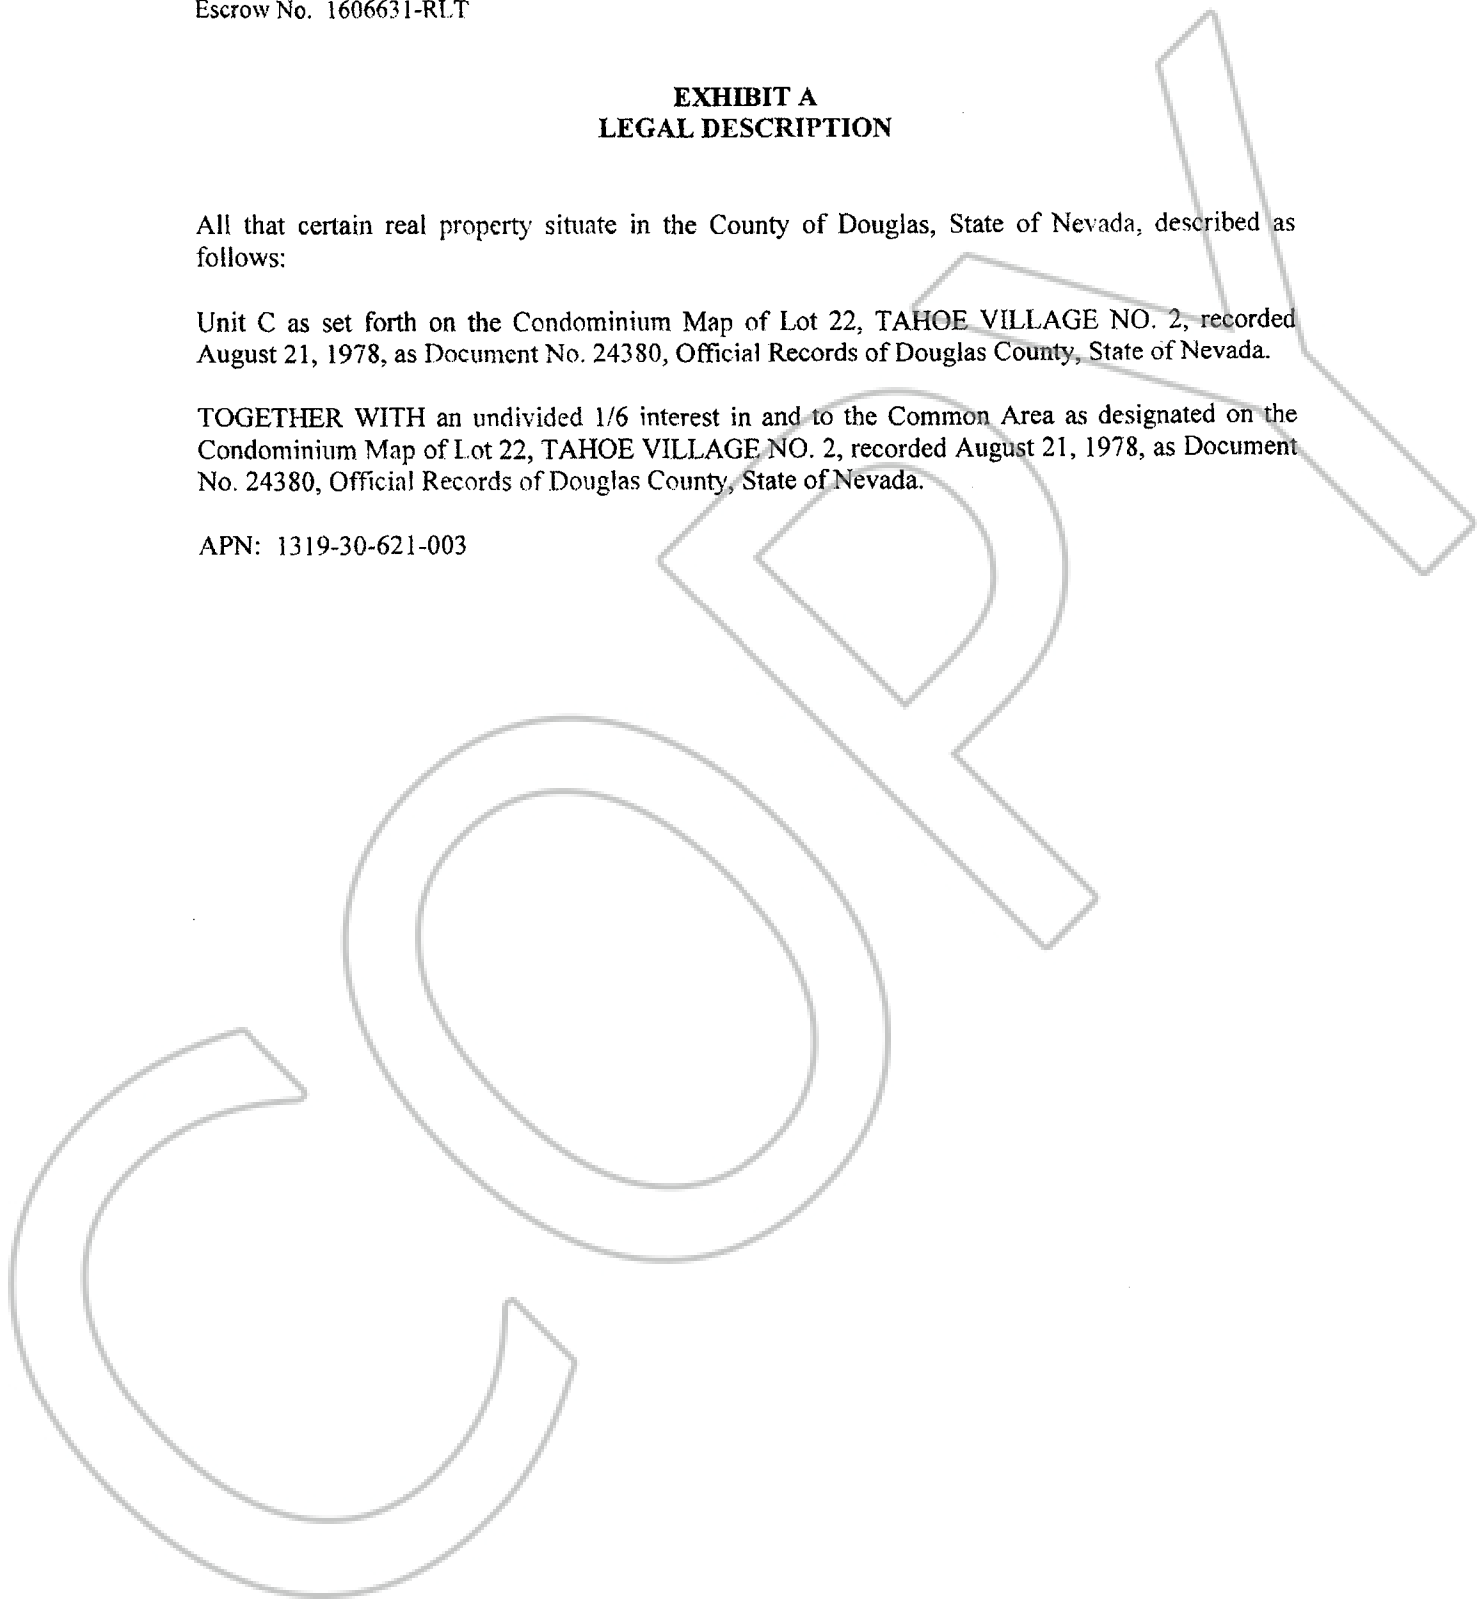 Escrow No. 1606631-RLT
EXHIBIT A
LEGAL DESCRIPTION
All that certain real property situate in the County of Douglas, State of Nevada, described as
follows:
Unit C as set forth on the Condominium Map of Lot 22, TAHOE VILLAGE NO. 2, recorded
August 21, 1978, as Document No. 24380, Official Records of Douglas County, State of Nevada.
TOGETHER WITH an undivided 1/6 interest in and to the Common Area as designated on the
Condominium Map of Lot 22, TAHOE VILLAGE NO. 2, recorded August 21, 1978, as Document
No. 24380, Official Records of Douglas County, State of Nevada.
APN: 1319-30-621-003
COPY